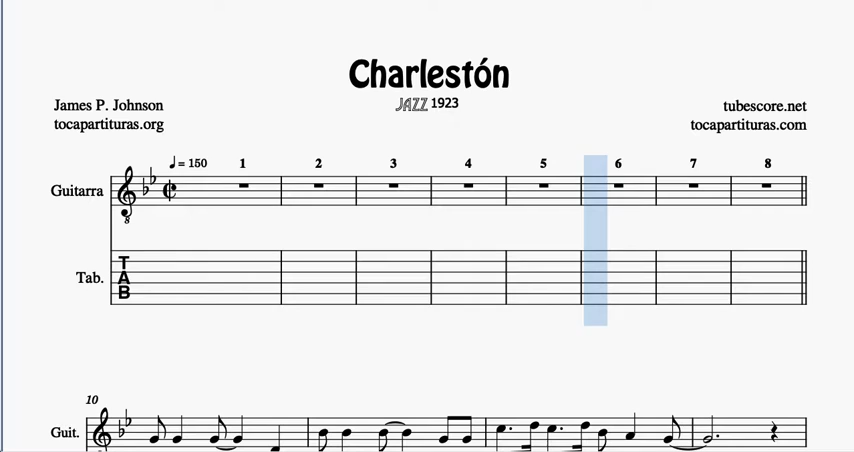 Charlestón
JAZZ 1923
James P. Johnson
tubescore.net
tocapartituras.org
tocapartituras.com
= 150 1 2 3 4 5 6 7 8
Guitarra
8
Tab.
T
A
B
10
Guit.